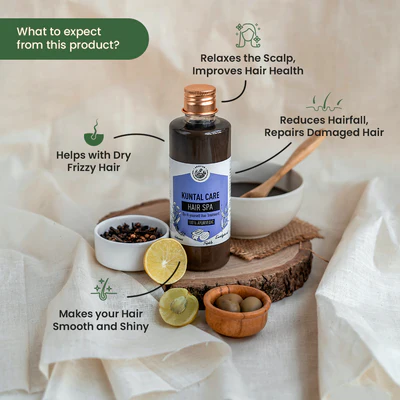 What to expect
from this product?
Relaxes the Scalp,
Improves Hair Health
Reduces Hairfall,
Repairs Damaged Hair
Helps with Dry
Frizzy Hair
KUNTAL CARE
HAIR SPA
Makes your Hair
Smooth and Shiny